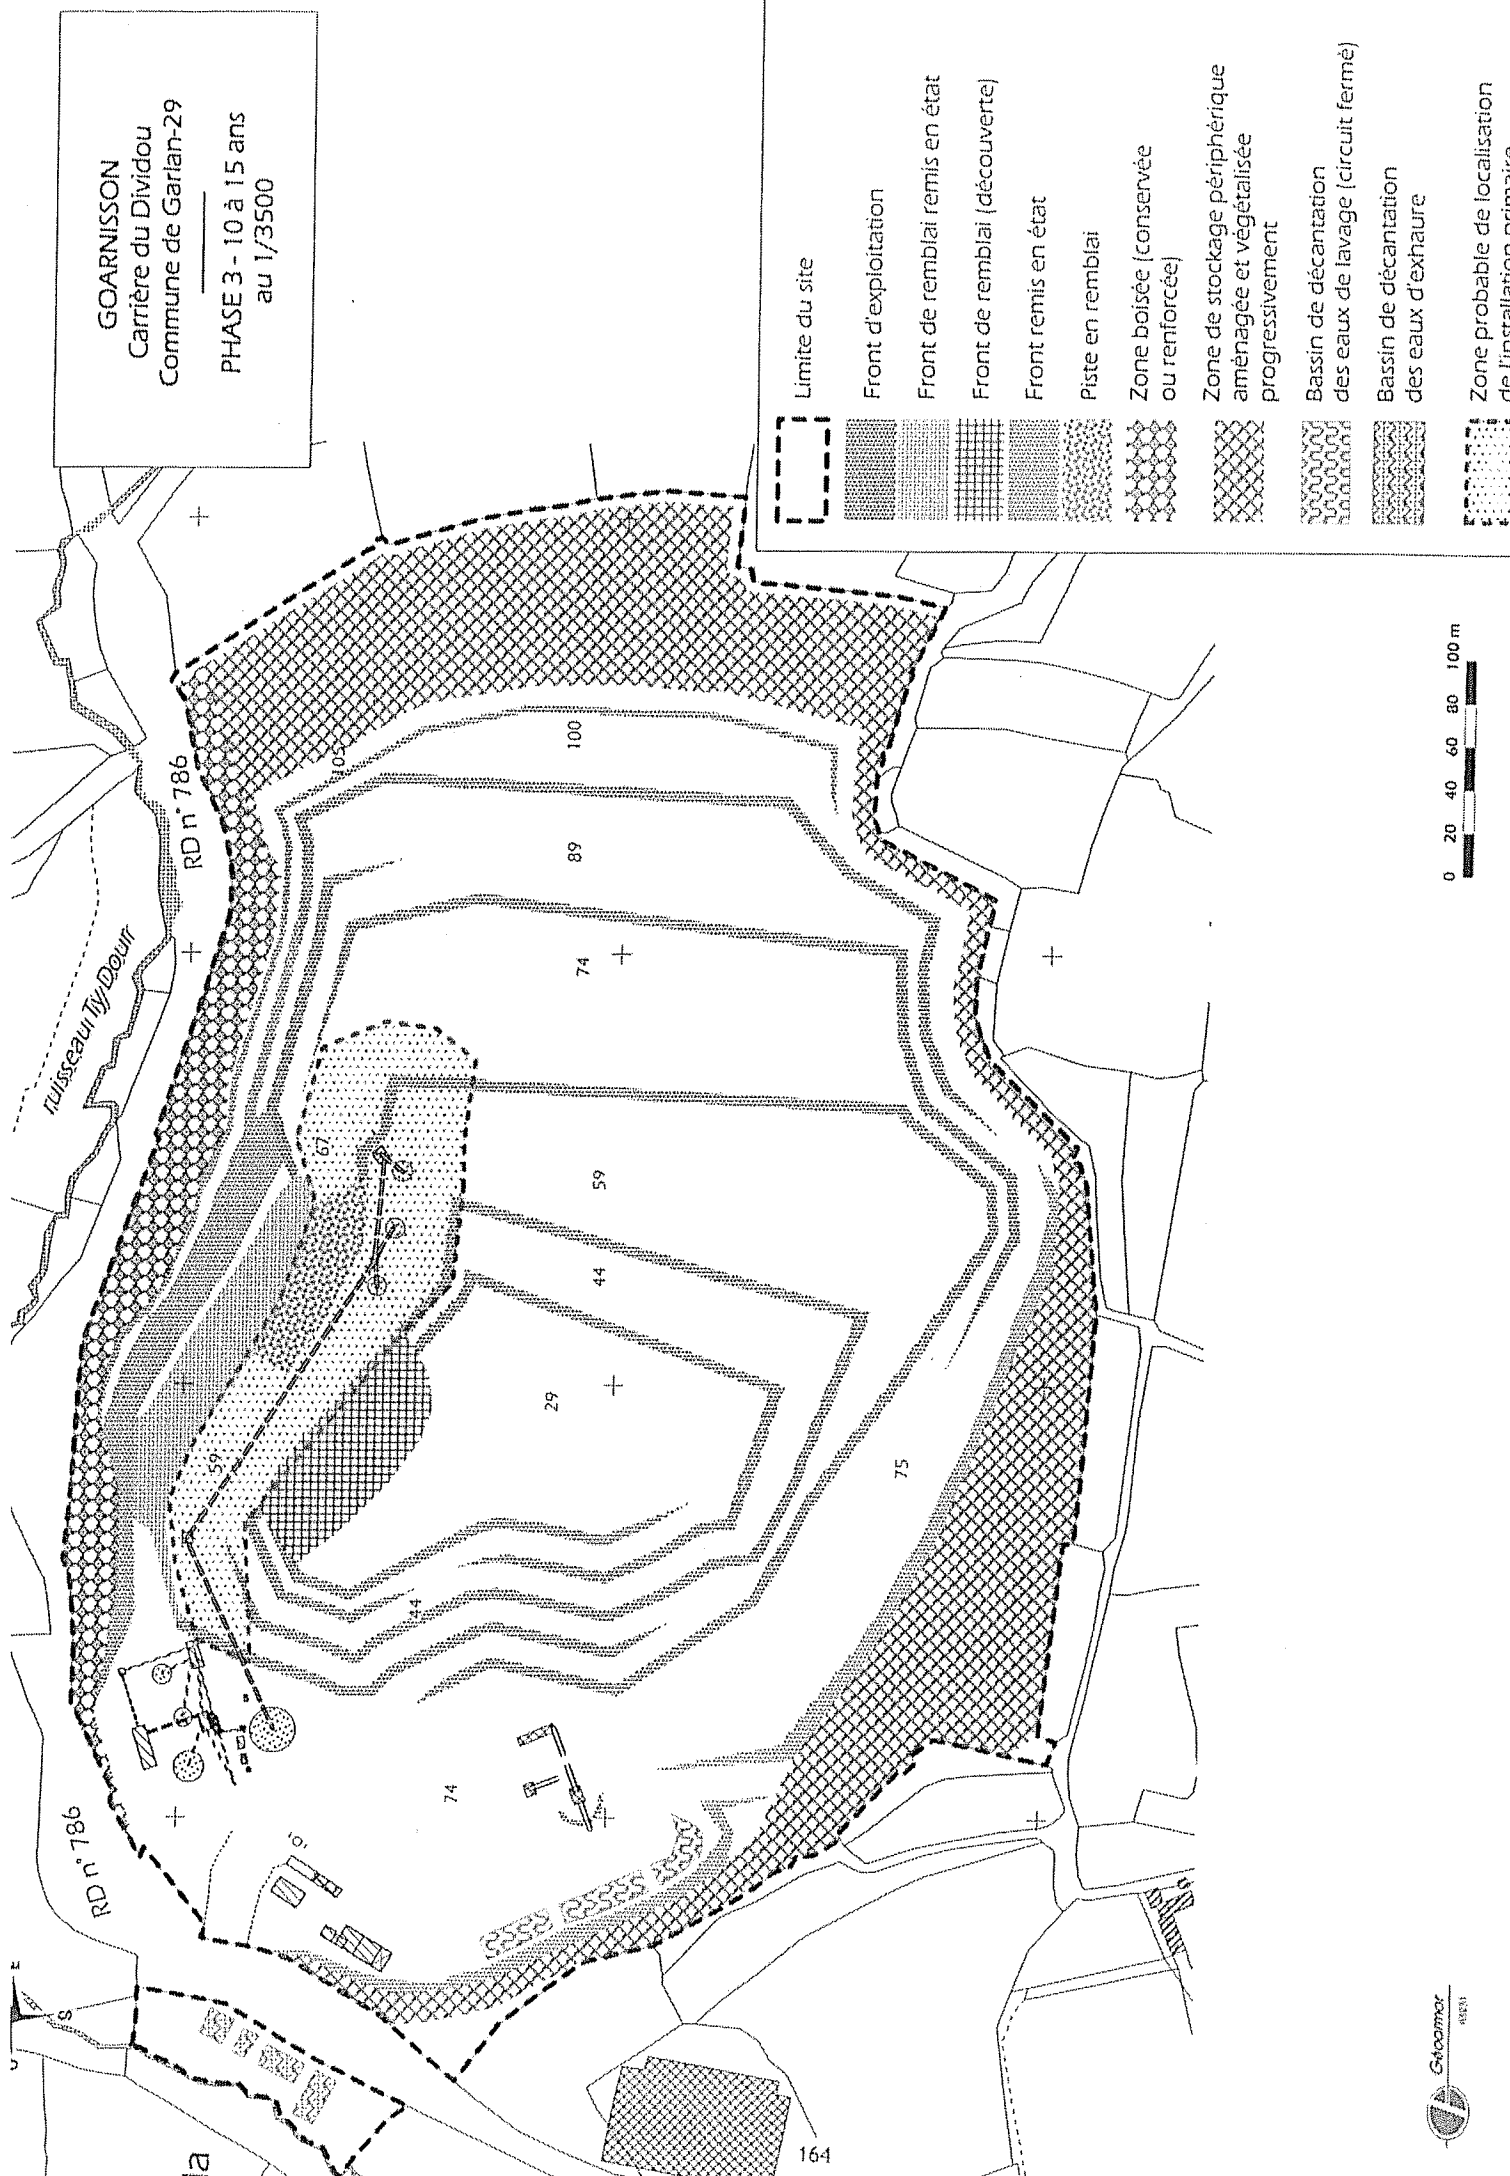 GOARNISSON
Carrière du Dividou
Commune de Garlan-29
PHASE 3 - 10 à 15 ans
au 1/3500
Limite du site
Front d'exploitation
Front de remblai remis en état
Front de remblai (découverte)
Front remis en état
Piste en remblai
Zone boisée (conservée
ou renforcée)
Zone de stockage périphérique
aménagée et végétalisée
progressivement
Bassin de décantation
des eaux de lavage (circuit fermé)
Bassin de décantation
des eaux d'exhaure
Zone probable de localisation
de l'installation primaire
RD n° 786
RD n° 786
ruisseau Ty Dourr
105
100
89
74
67
59
59
44
44
29
75
74
164
S
0 20 40 60 80 100 m
Géoarmor